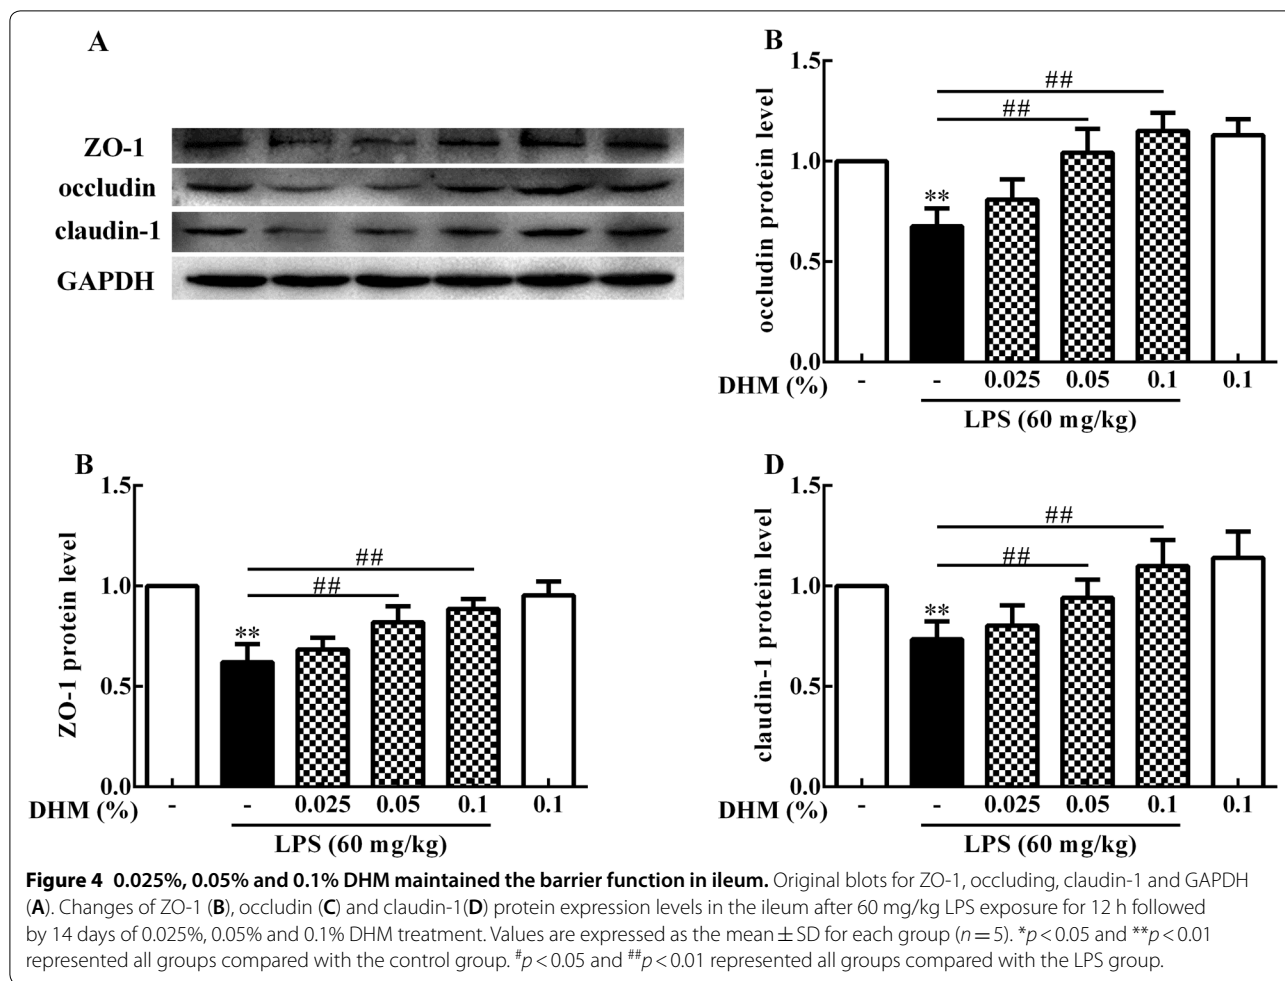 A
ZO-1
occludin
claudin-1
GAPDH
B
occludin protein level
1.5
1.0
0.5
0.0
##
##
**
DHM (%)
- - 0.025 0.05 0.1 0.1
LPS (60 mg/kg)
B
ZO-1 protein level
1.5
1.0
0.5
0.0
##
##
**
DHM (%)
- - 0.025 0.05 0.1 0.1
LPS (60 mg/kg)
D
claudin-1 protein level
1.5
1.0
0.5
0.0
##
##
**
DHM (%)
- - 0.025 0.05 0.1 0.1
LPS (60 mg/kg)
Figure 4 0.025%, 0.05% and 0.1% DHM maintained the barrier function in ileum. Original blots for ZO-1, occluding, claudin-1 and GAPDH
(A). Changes of ZO-1 (B), occludin (C) and claudin-1(D) protein expression levels in the ileum after 60 mg/kg LPS exposure for 12 h followed
by 14 days of 0.025%, 0.05% and 0.1% DHM treatment. Values are expressed as the mean ± SD for each group (n = 5). *p < 0.05 and **p < 0.01
represented all groups compared with the control group. #p < 0.05 and ##p < 0.01 represented all groups compared with the LPS group.